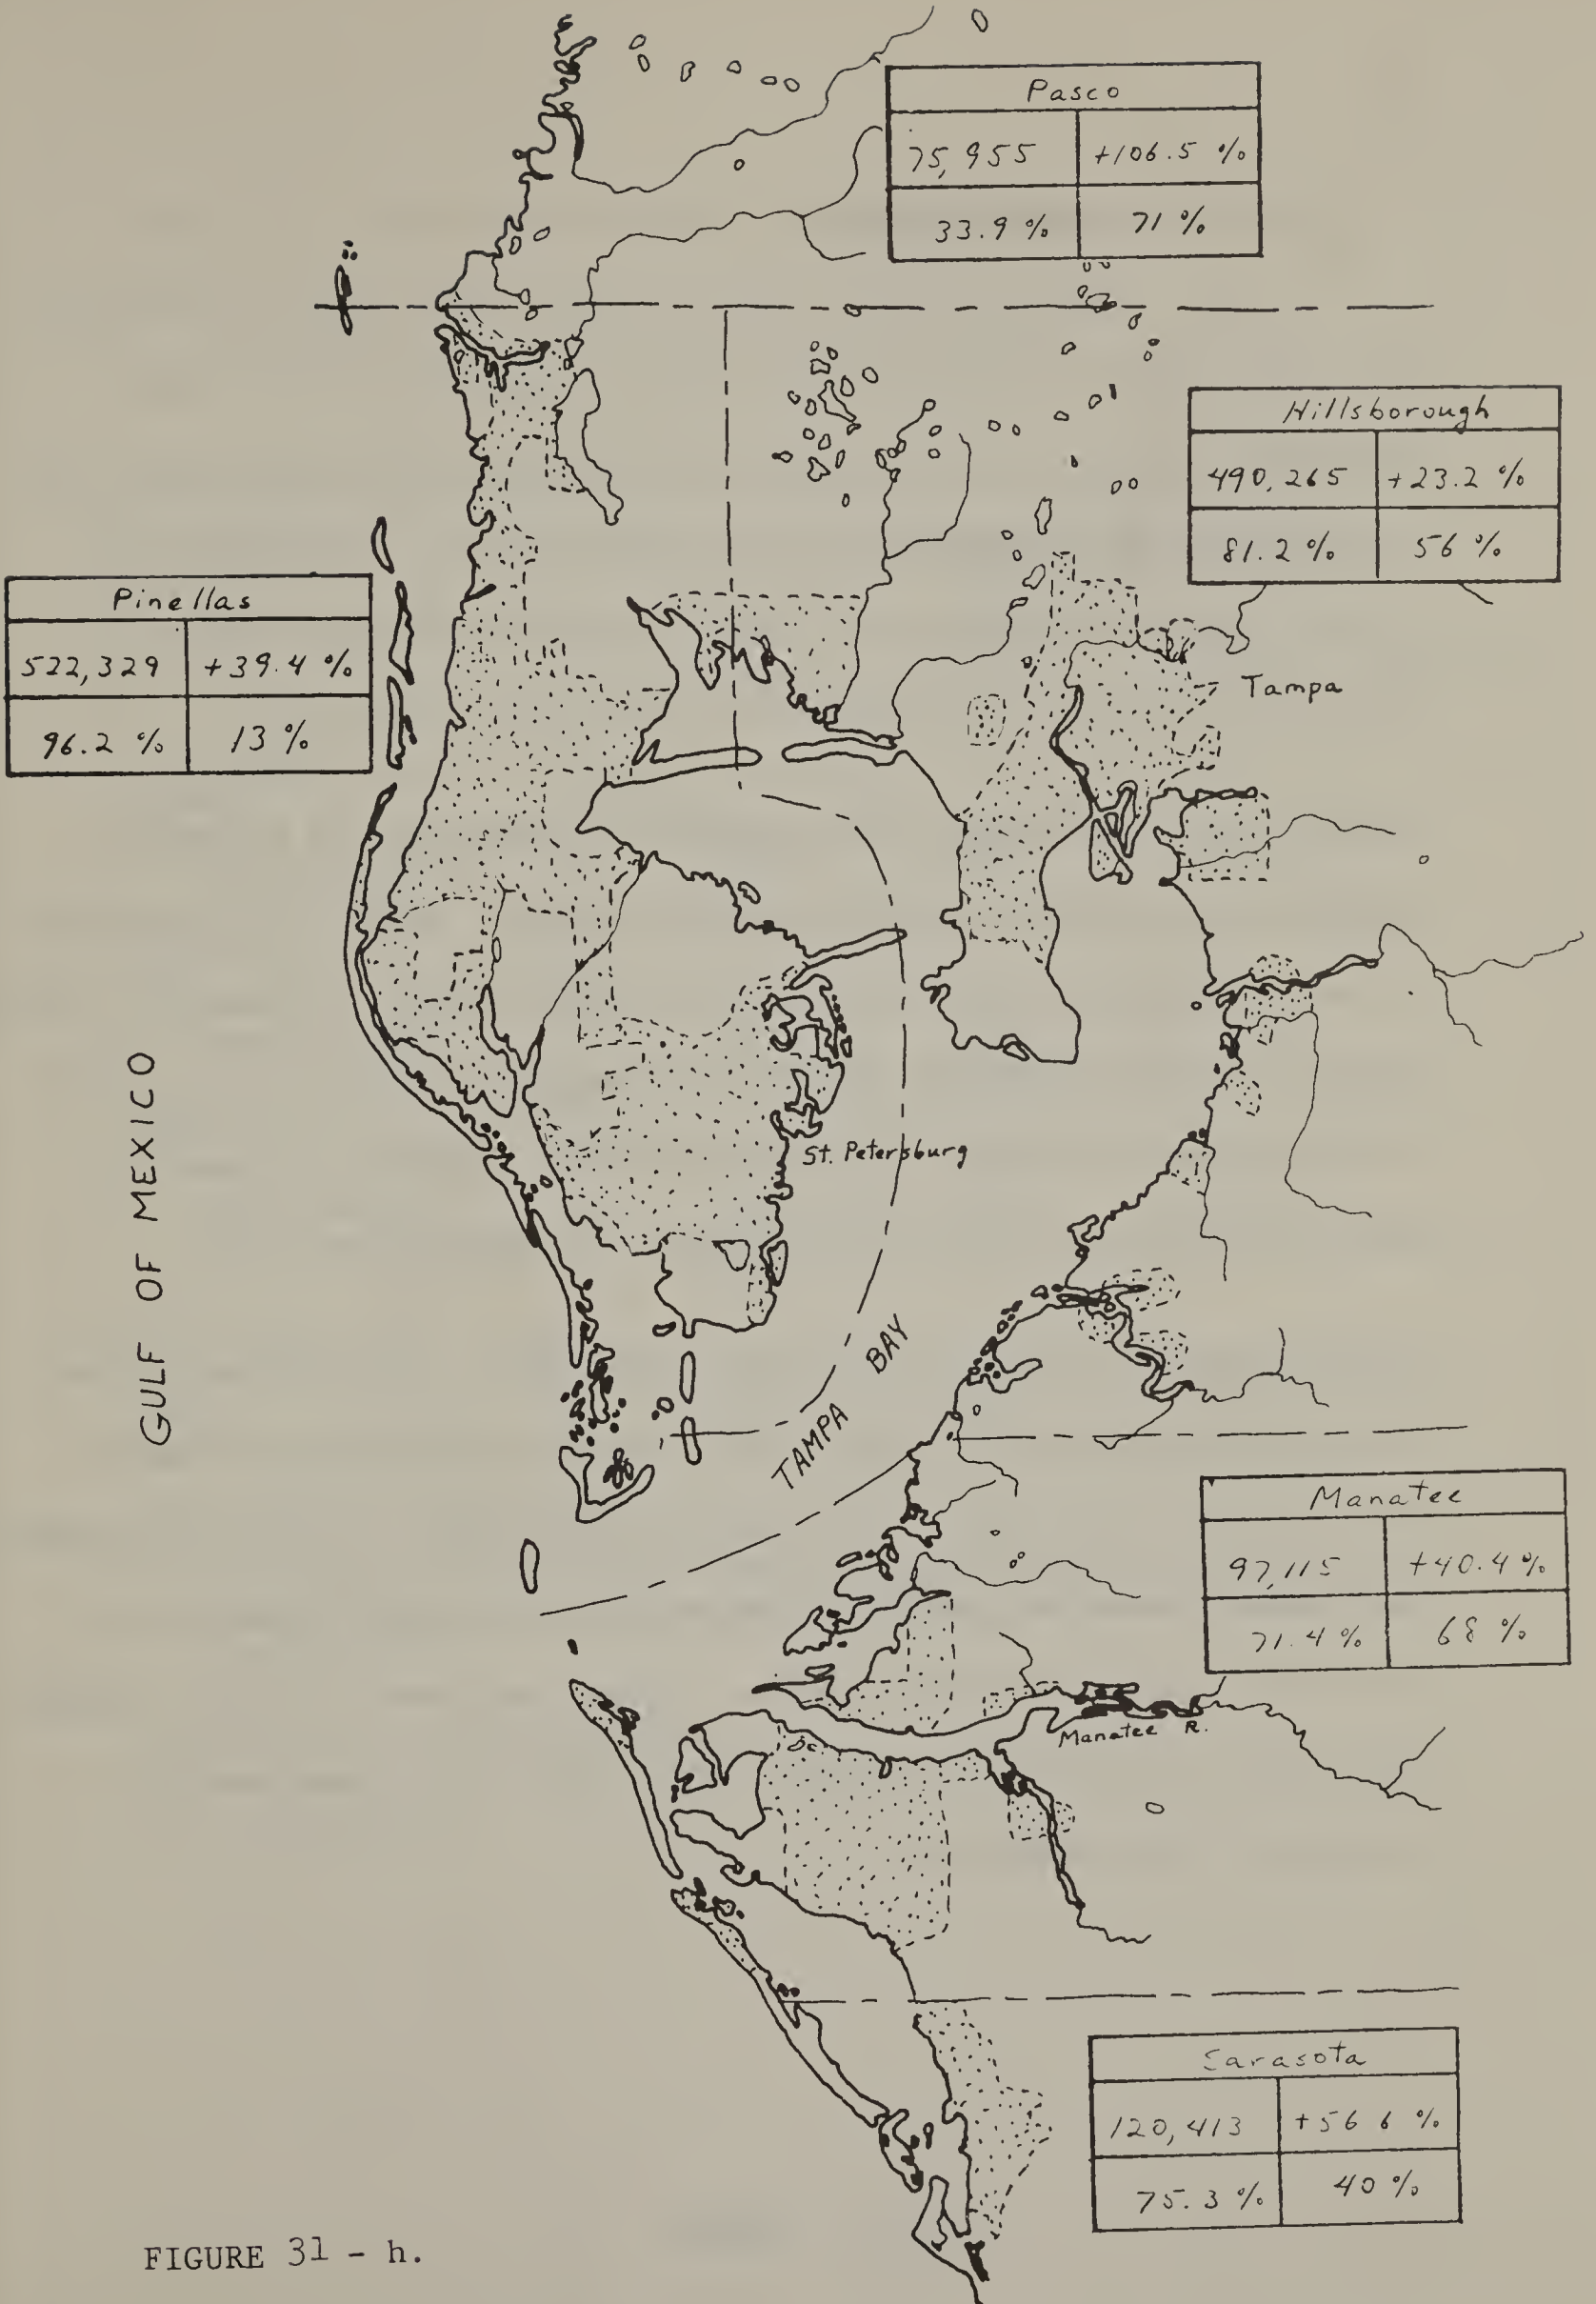 Pasco
75,955 +106.5 %
33.9 % 71 %
Hillsborough
490,265 +23.2 %
81.2 % 56 %
Pinellas
522,329 +39.4 %
96.2 % 13 %
Tampa
GULF OF MEXICO
St. Petersburg
TAMPA BAY
Manatee
97,115 +40.4 %
71.4 % 68 %
Manatee R.
Sarasota
120,413 +56 6 %
75.3 % 40 %
FIGURE 31 - h.